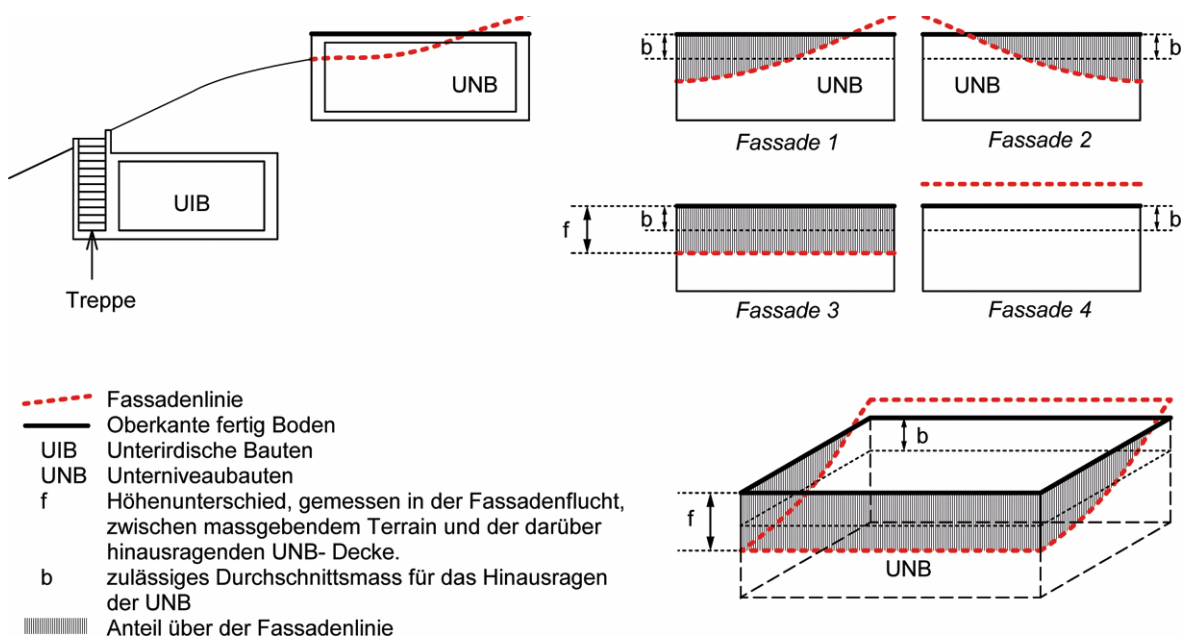 UNB
UIB
Treppe
b
UNB
Fassade 1
b
UNB
Fassade 2
f
b
Fassade 3
b
Fassade 4
Fassadenlinie
Oberkante fertig Boden
UIB Unterirdische Bauten
UNB Unterniveaubauten
f Höhenunterschied, gemessen in der Fassadenflucht,
zwischen massgebendem Terrain und der darüber
hinausragenden UNB- Decke.
b zulässiges Durchschnittsmass für das Hinausragen
der UNB
Anteil über der Fassadenlinie
b
f
UNB